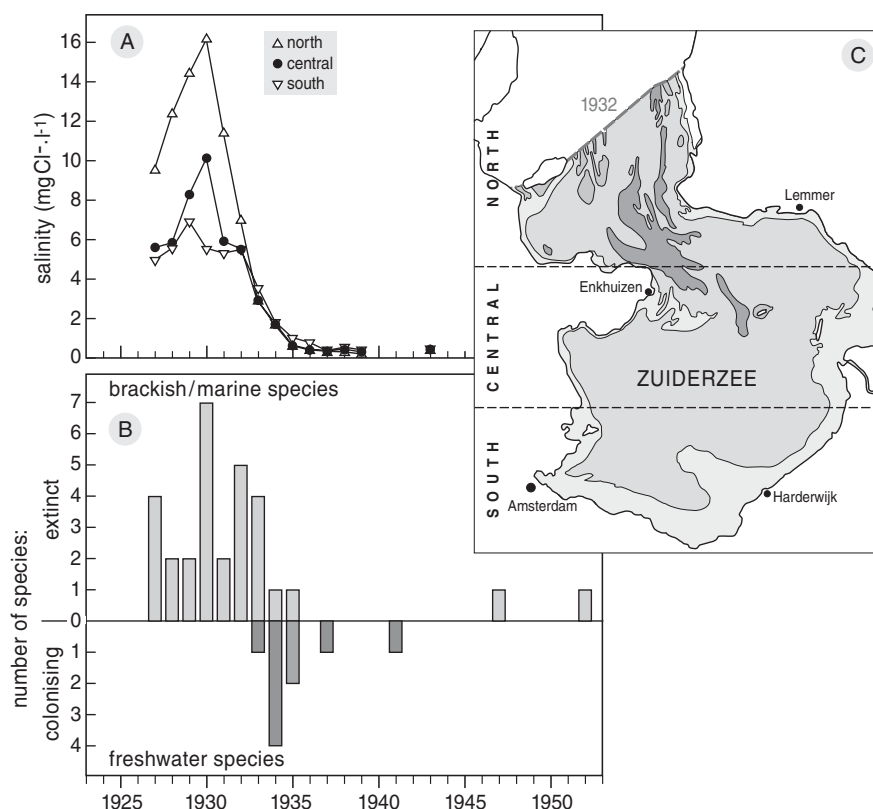 A
north
central
south
16
14
12
10
8
6
4
2
0
salinity (mgCl⁻·l-1)
C
1932
NORTH
CENTRAL
SOUTH
Lemmer
Enkhuizen
ZUIDERZEE
Amsterdam
Harderwijk
brackish/marine species
B
7
6
5
4
3
2
1
0
1
2
3
4
number of species:
extinct
colonising
freshwater species
1925 1930 1935 1940 1945 1950